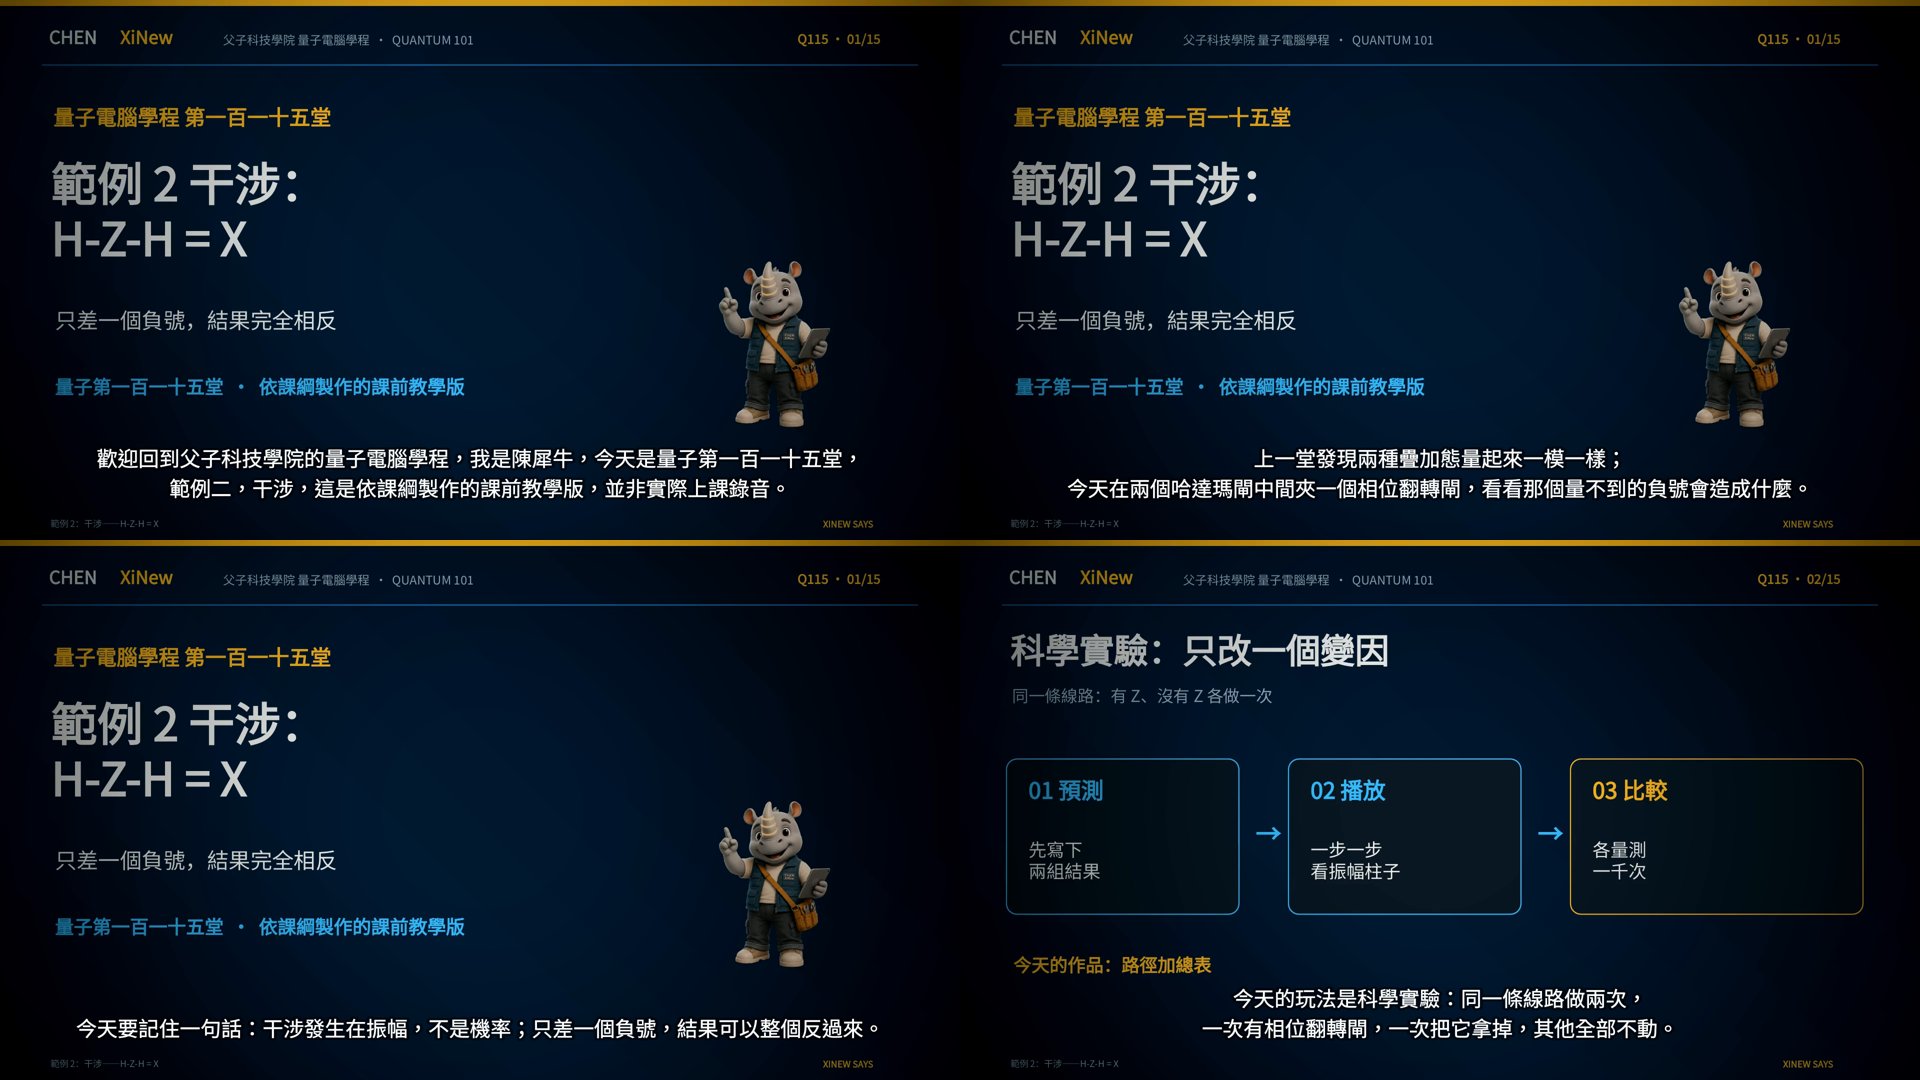 CHEN XiNew 父子科技學院 量子電腦學程 · QUANTUM 101 Q115 · 01/15
量子電腦學程 第一百一十五堂
範例 2 干涉：
H-Z-H = X
只差一個負號，結果完全相反
量子第一百一十五堂 · 依課綱製作的課前教學版
歡迎回到父子科技學院的量子電腦學程，我是陳犀牛，今天是量子第一百一十五堂，
範例二，干涉，這是依課綱製作的課前教學版，並非實際上課錄音。
範例 2：干涉——H-Z-H = X XINEW SAYS
CHEN XiNew 父子科技學院 量子電腦學程 · QUANTUM 101 Q115 · 01/15
量子電腦學程 第一百一十五堂
範例 2 干涉：
H-Z-H = X
只差一個負號，結果完全相反
量子第一百一十五堂 · 依課綱製作的課前教學版
上一堂發現兩種疊加態量起來一模一樣；
今天在兩個哈達瑪閘中間夾一個相位翻轉閘，看看那個量不到的負號會造成什麼。
範例 2：干涉——H-Z-H = X XINEW SAYS
CHEN XiNew 父子科技學院 量子電腦學程 · QUANTUM 101 Q115 · 01/15
量子電腦學程 第一百一十五堂
範例 2 干涉：
H-Z-H = X
只差一個負號，結果完全相反
量子第一百一十五堂 · 依課綱製作的課前教學版
今天要記住一句話：干涉發生在振幅，不是機率；只差一個負號，結果可以整個反過來。
範例 2：干涉——H-Z-H = X XINEW SAYS
CHEN XiNew 父子科技學院 量子電腦學程 · QUANTUM 101 Q115 · 02/15
科學實驗：只改一個變因
同一條線路：有 Z、沒有 Z 各做一次
01 預測
先寫下
兩組結果
→
02 播放
一步一步
看振幅柱子
→
03 比較
各量測
一千次
今天的作品：路徑加總表
今天的玩法是科學實驗：同一條線路做兩次，
一次有相位翻轉閘，一次把它拿掉，其他全部不動。
範例 2：干涉——H-Z-H = X XINEW SAYS